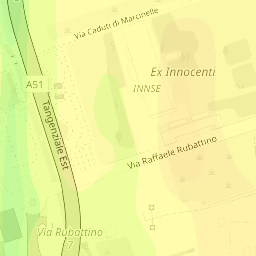 Via Caduti di Marcinelle
Ex Innocenti
A51
INNSE
Tangenziale Est
Via Raffaele Rubattino
Via Rubattino
7